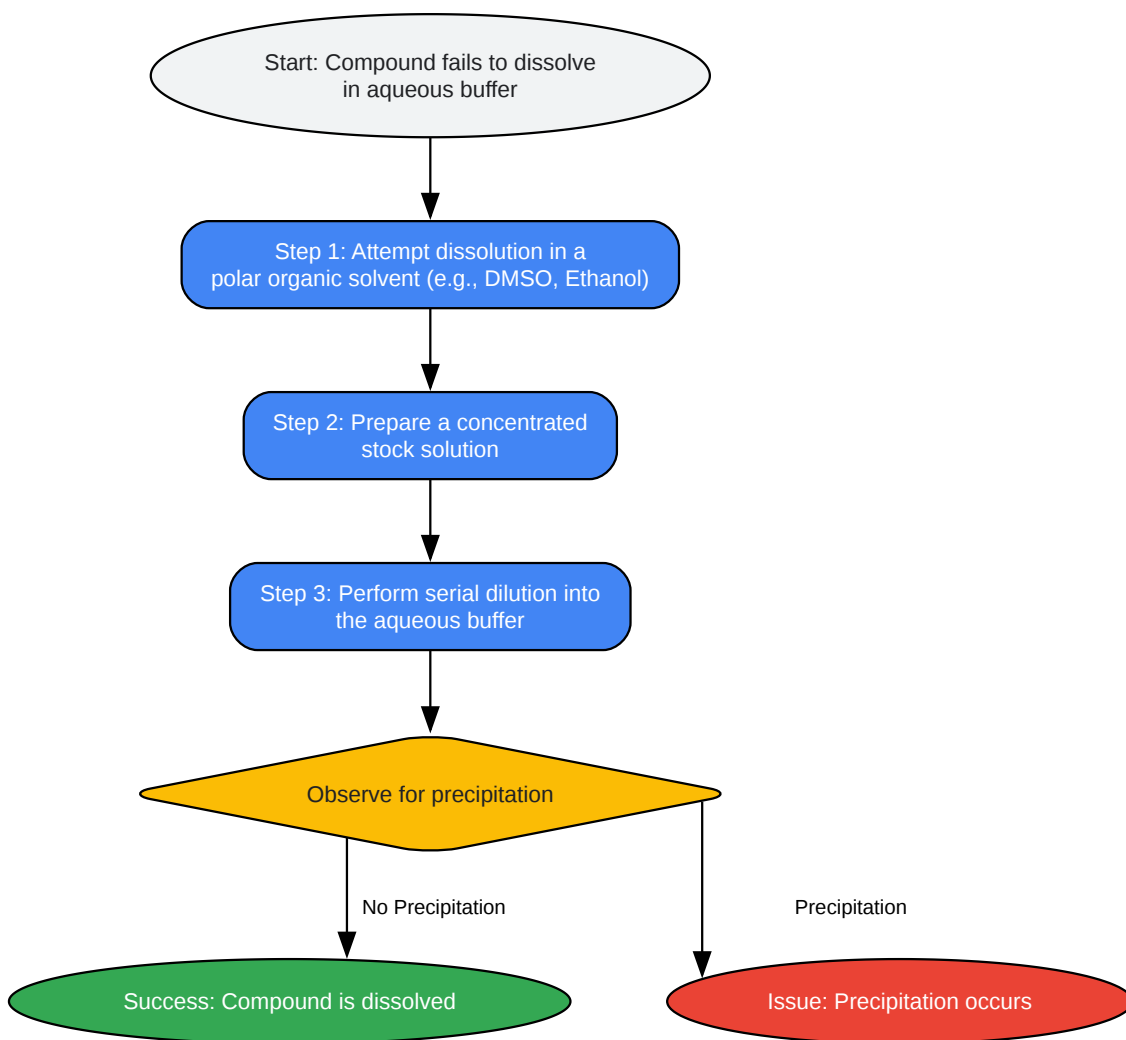 Start: Compound fails to dissolve
in aqueous buffer
Step 1: Attempt dissolution in a
polar organic solvent (e.g., DMSO, Ethanol)
Step 2: Prepare a concentrated
stock solution
Step 3: Perform serial dilution into
the aqueous buffer
Observe for precipitation
No Precipitation
Precipitation
Success: Compound is dissolved
Issue: Precipitation occurs